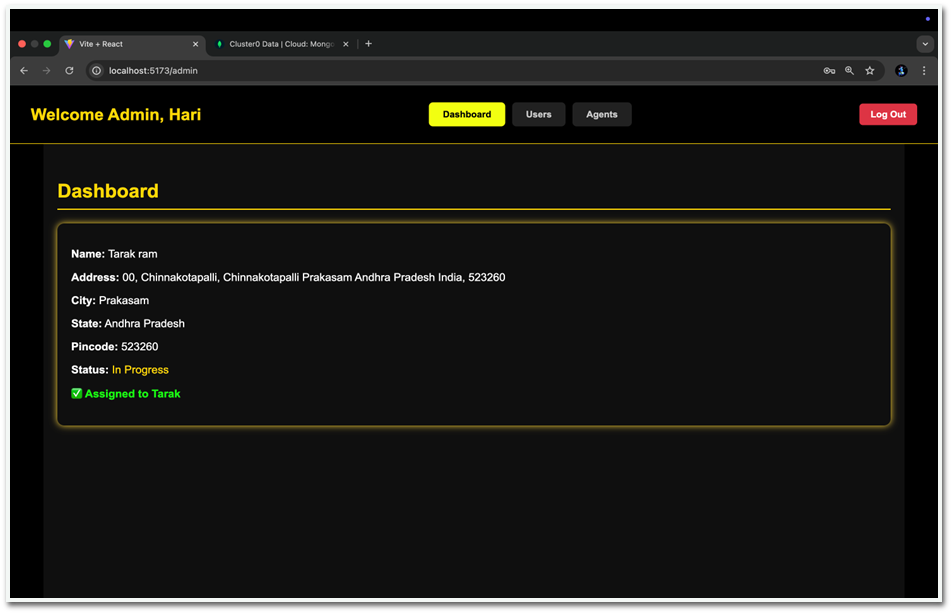 Vite + React
Cluster0 Data | Cloud: Mongo
localhost:5173/admin
Welcome Admin, Hari
Dashboard Users Agents
Log Out
Dashboard
Name: Tarak ram
Address: 00, Chinnakotapalli, Chinnakotapalli Prakasam Andhra Pradesh India, 523260
City: Prakasam
State: Andhra Pradesh
Pincode: 523260
Status: In Progress
✅ Assigned to Tarak